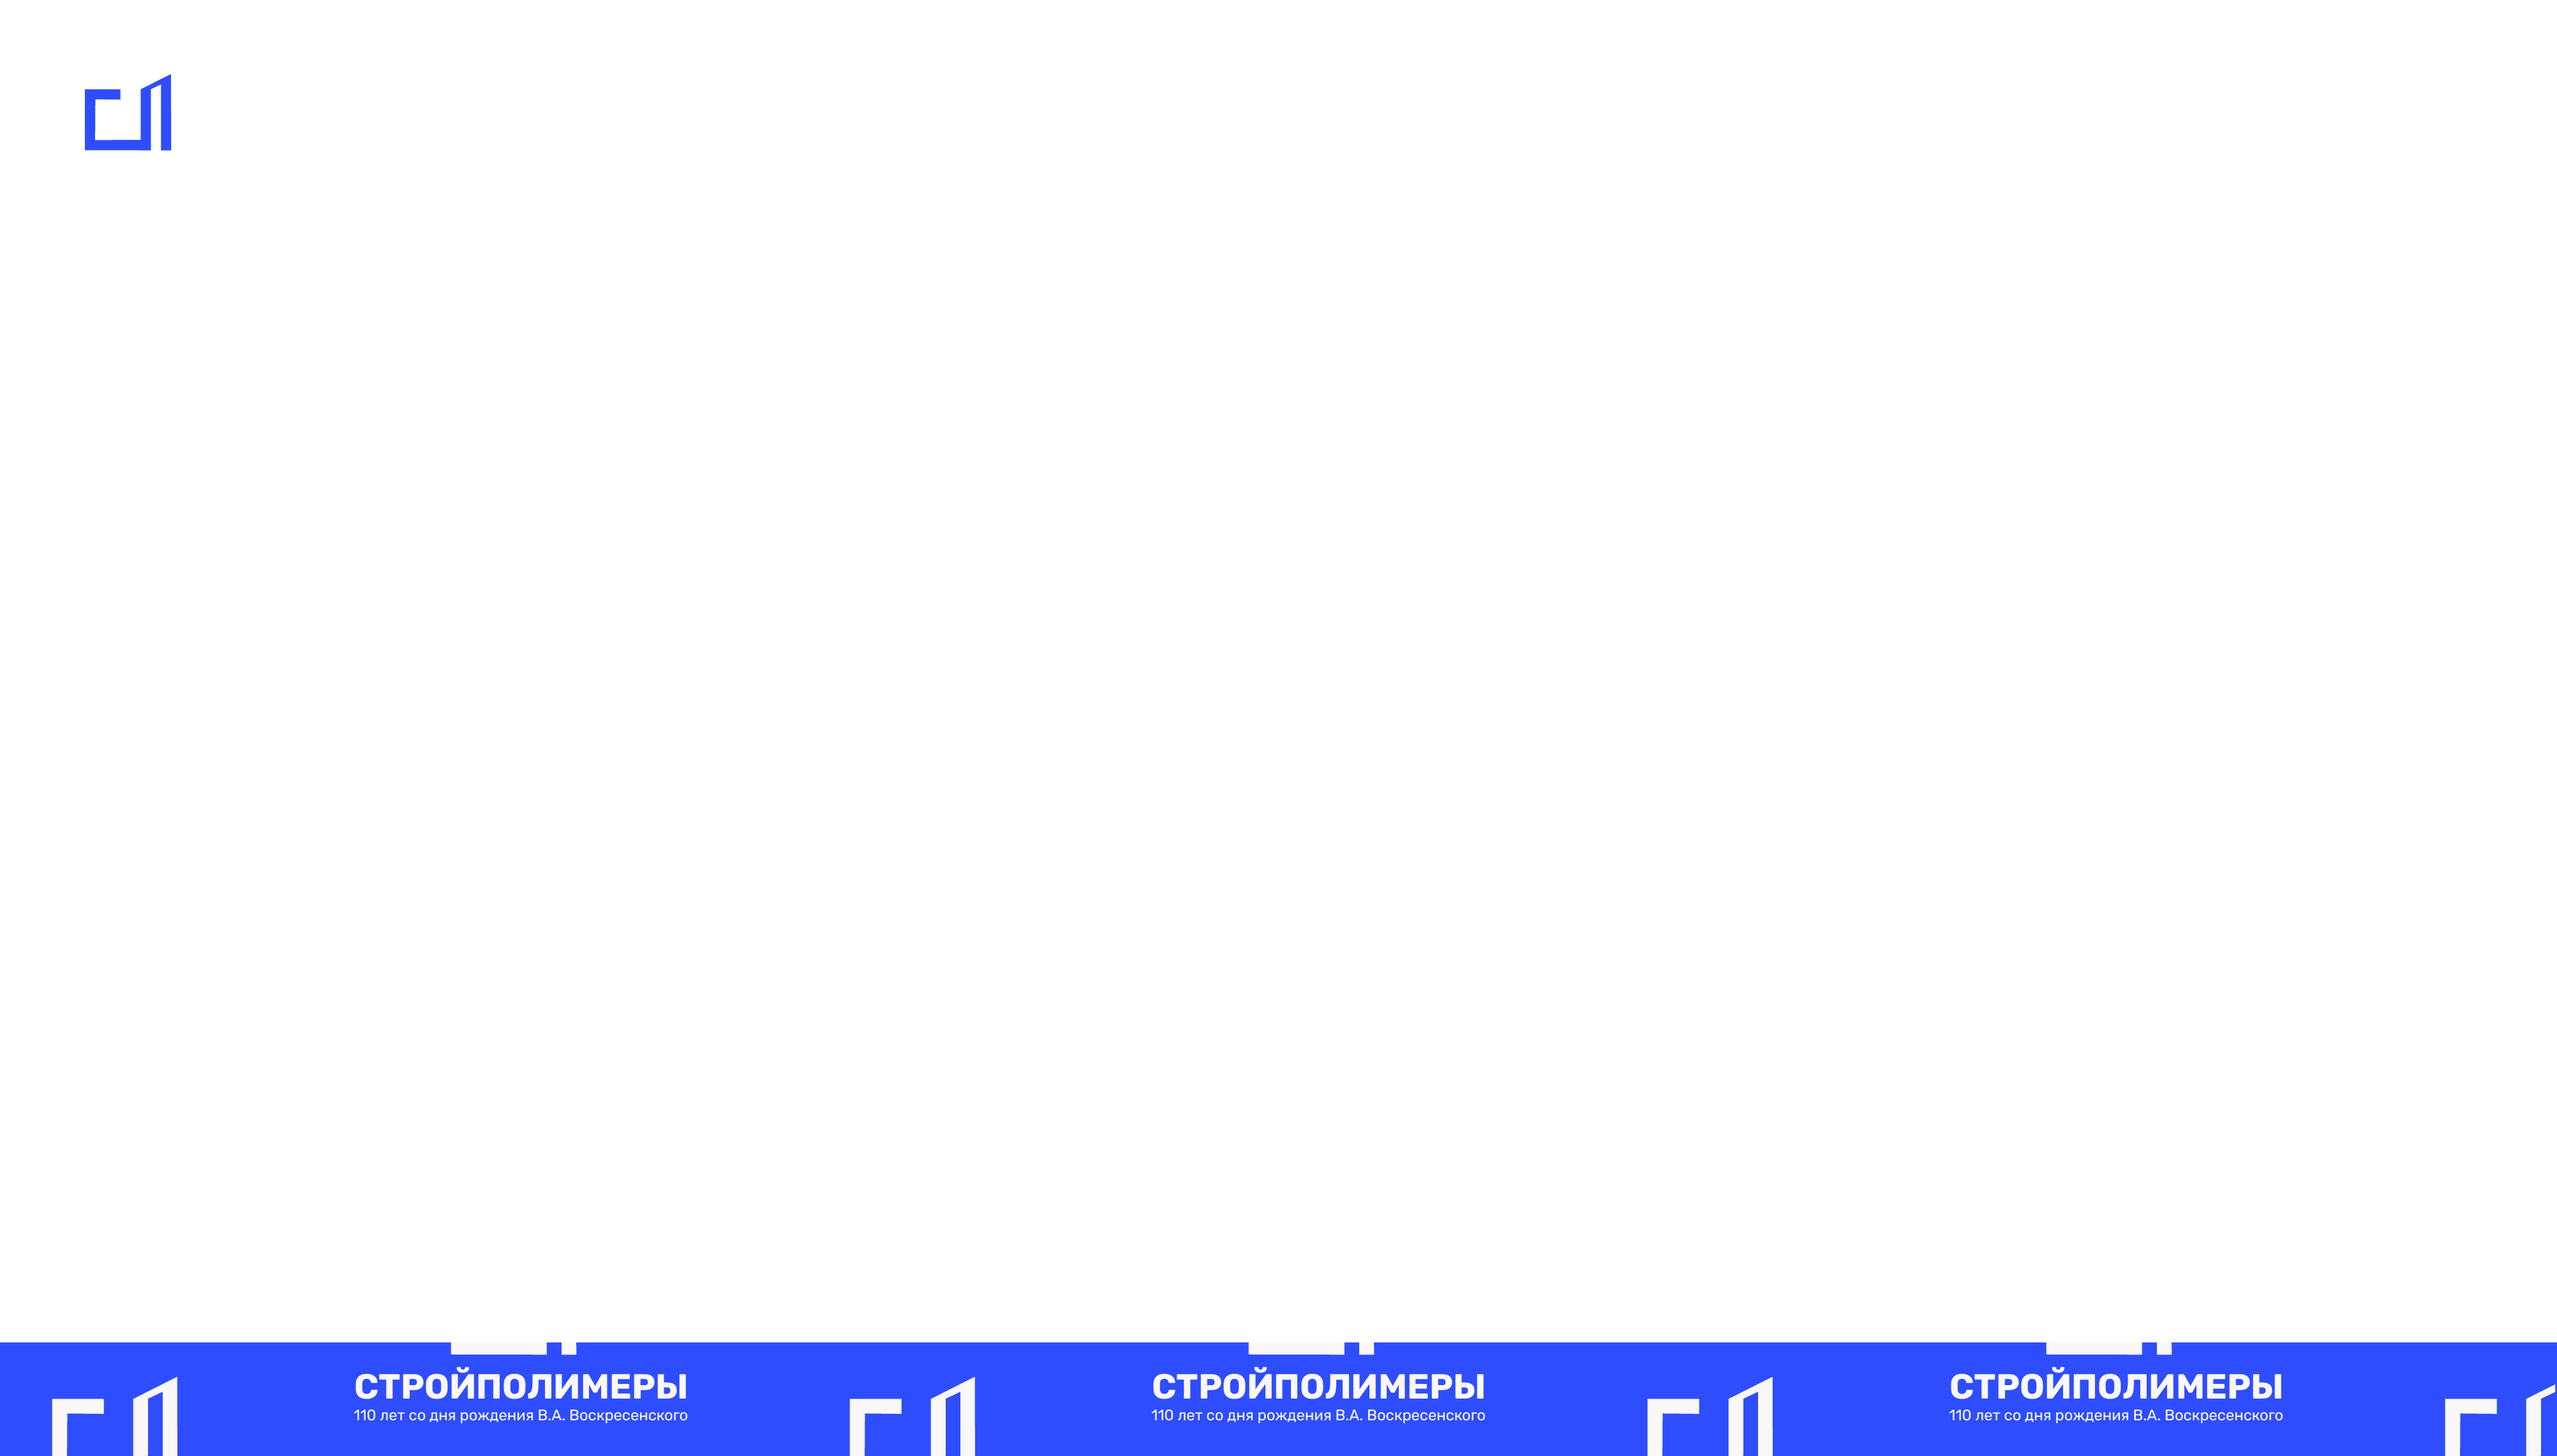 СТРОЙПОЛИМЕРЫ
110 лет со дня рождения В.А. Воскресенского
СТРОЙПОЛИМЕРЫ
110 лет со дня рождения В.А. Воскресенского
СТРОЙПОЛИМЕРЫ
110 лет со дня рождения В.А. Воскресенского